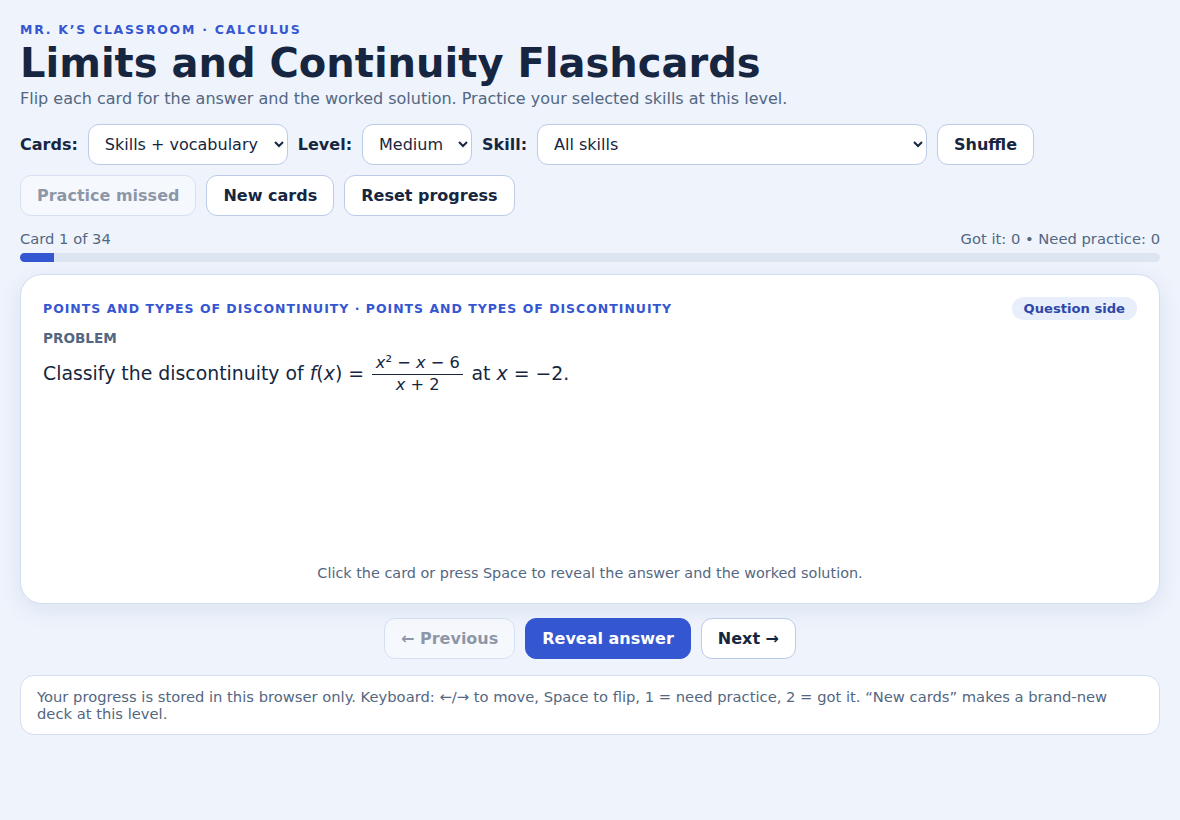 MR. K’S CLASSROOM · CALCULUS
Limits and Continuity Flashcards
Flip each card for the answer and the worked solution. Practice your selected skills at this level.
Cards: Skills + vocabulary Level: Medium Skill: All skills Shuffle
Practice missed New cards Reset progress
Card 1 of 34 Got it: 0 • Need practice: 0
POINTS AND TYPES OF DISCONTINUITY · POINTS AND TYPES OF DISCONTINUITY Question side
PROBLEM
Classify the discontinuity of f(x) = (x² − x − 6)/(x + 2) at x = −2.
Click the card or press Space to reveal the answer and the worked solution.
← Previous Reveal answer Next →
Your progress is stored in this browser only. Keyboard: ←/→ to move, Space to flip, 1 = need practice, 2 = got it. “New cards” makes a brand-new
deck at this level.